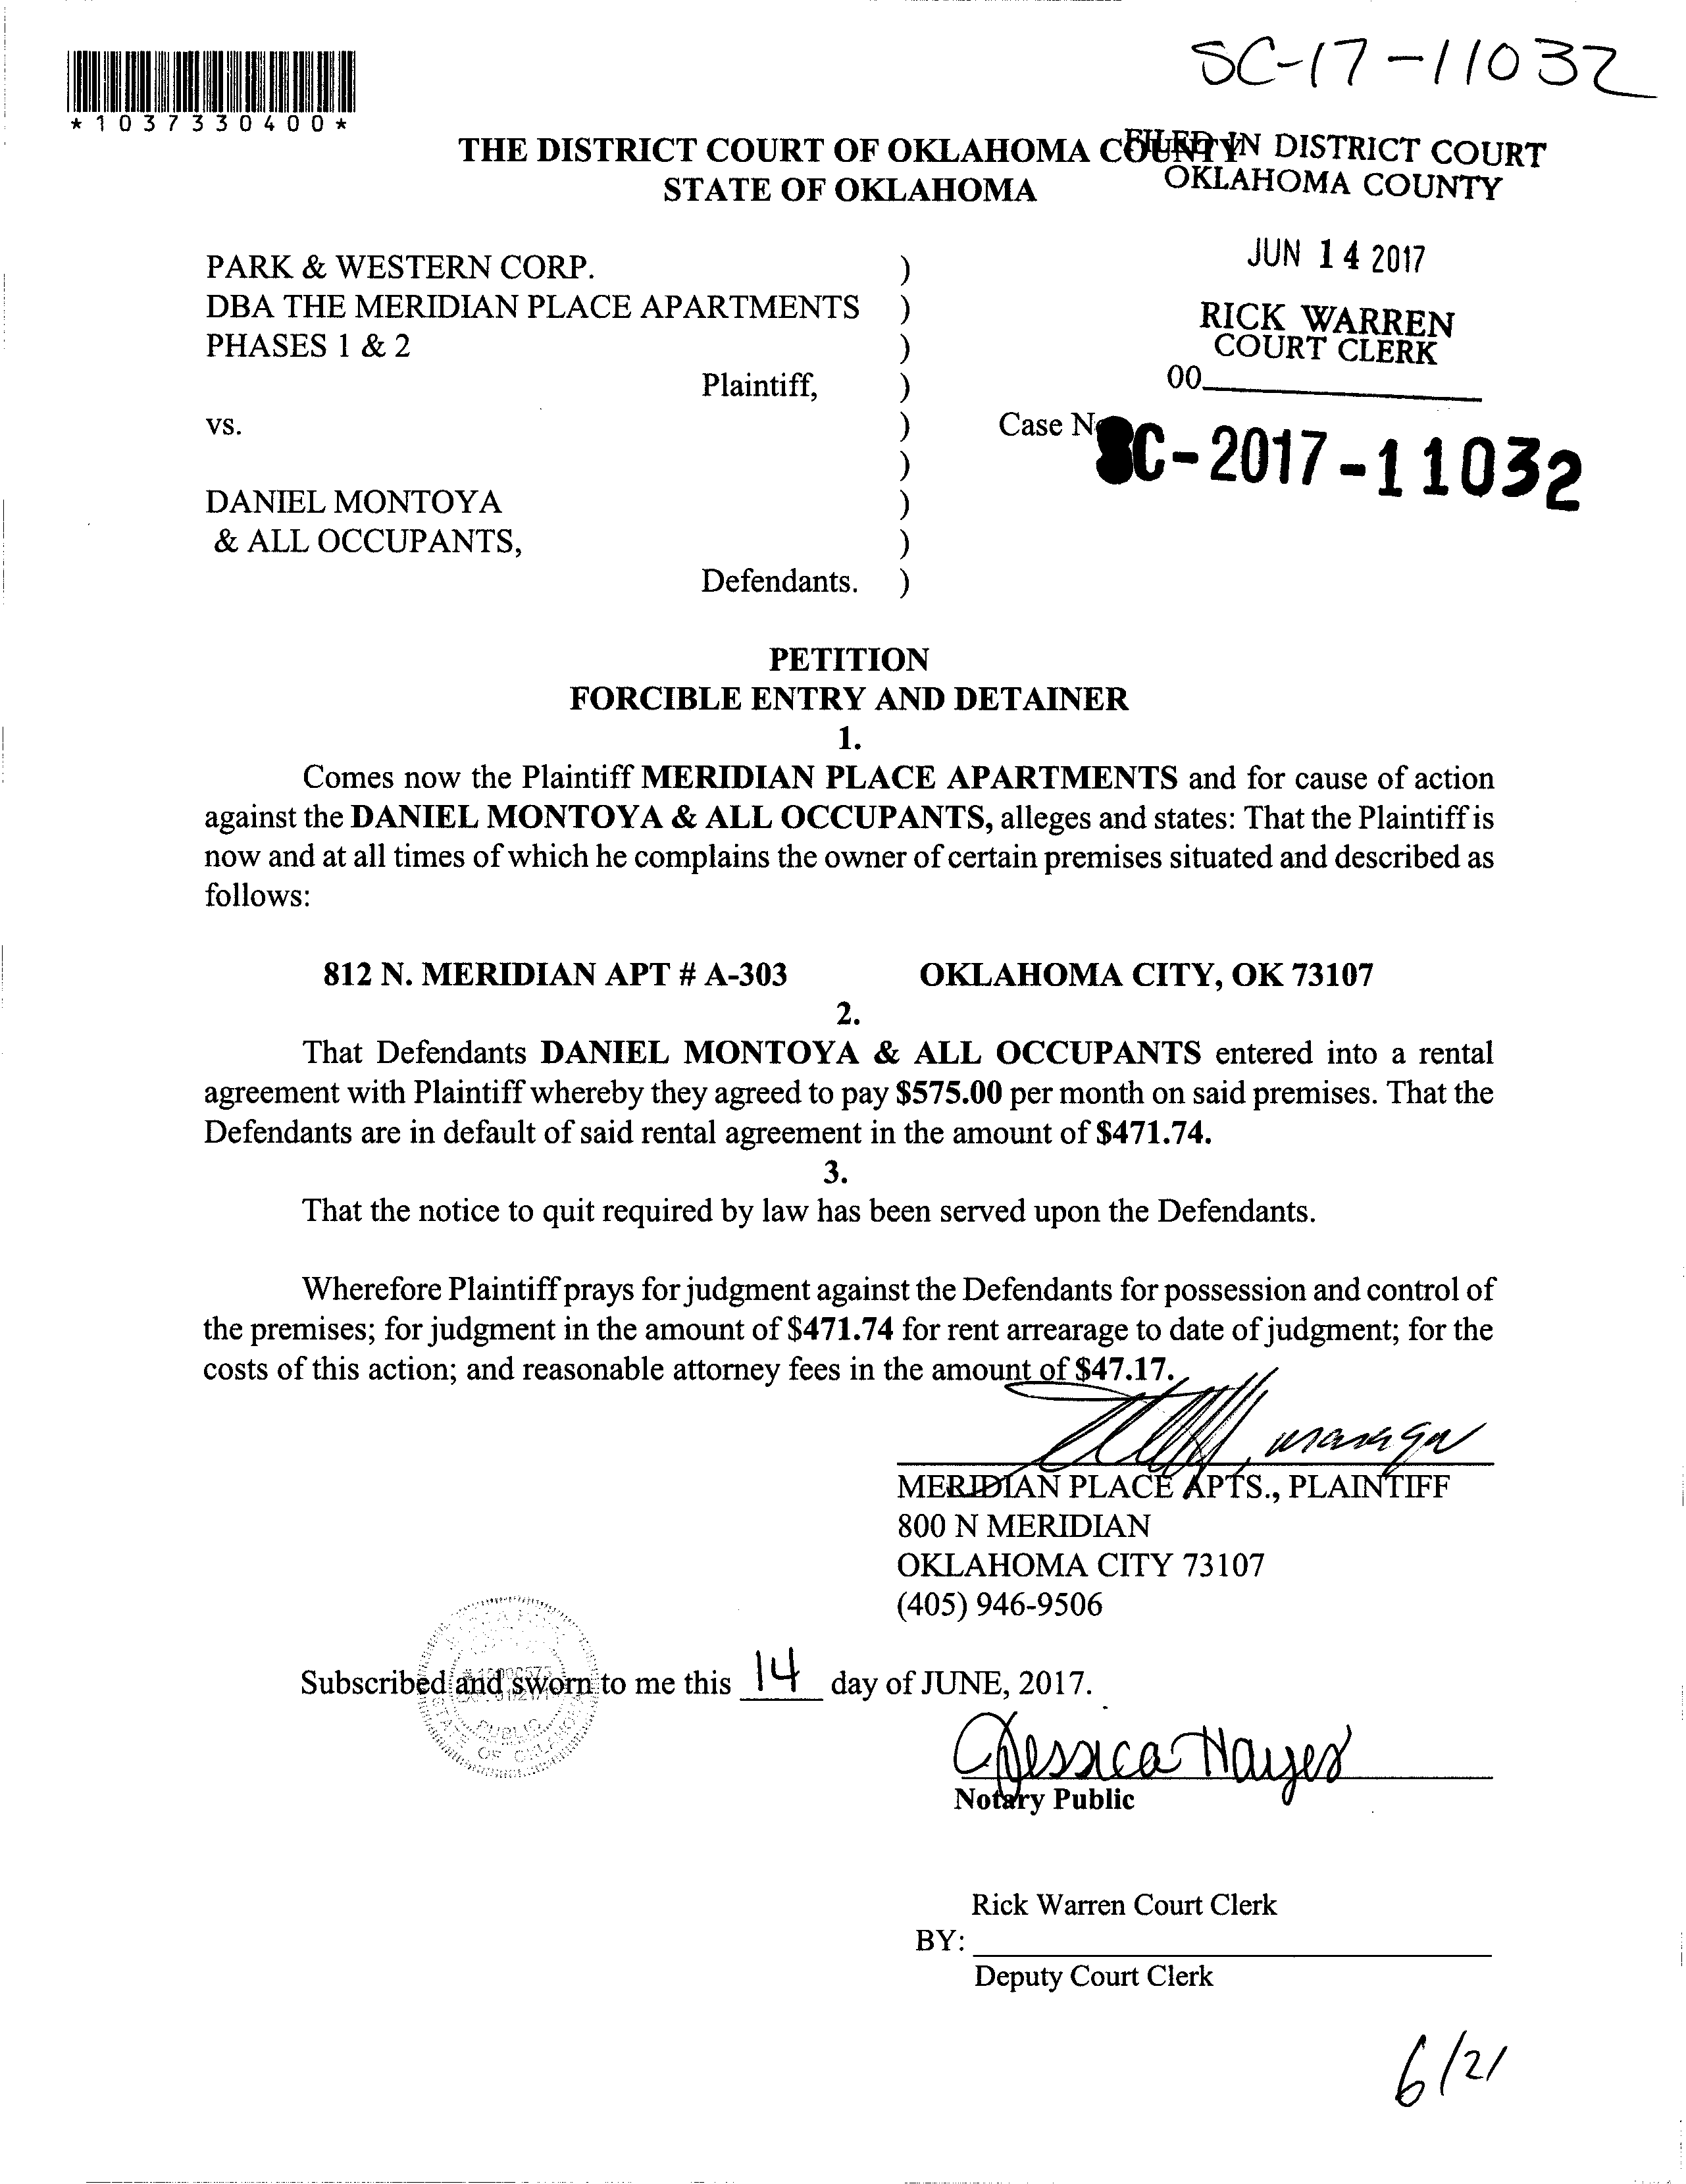 SC-17-11032
*1037330400*
THE DISTRICT COURT OF OKLAHOMA COUNTY
STATE OF OKLAHOMA
FILED IN DISTRICT COURT
OKLAHOMA COUNTY
JUN 14 2017
RICK WARREN
COURT CLERK
00
PARK & WESTERN CORP. )
DBA THE MERIDIAN PLACE APARTMENTS )
PHASES 1 & 2 )
Plaintiff, )
vs. ) Case No
SC-2017-11032
)
DANIEL MONTOYA )
& ALL OCCUPANTS, )
Defendants. )
PETITION
FORCIBLE ENTRY AND DETAINER
1.
Comes now the Plaintiff MERIDIAN PLACE APARTMENTS and for cause of action
against the DANIEL MONTOYA & ALL OCCUPANTS, alleges and states: That the Plaintiff is
now and at all times of which he complains the owner of certain premises situated and described as
follows:
812 N. MERIDIAN APT # A-303 OKLAHOMA CITY, OK 73107
2.
That Defendants DANIEL MONTOYA & ALL OCCUPANTS entered into a rental
agreement with Plaintiff whereby they agreed to pay $575.00 per month on said premises. That the
Defendants are in default of said rental agreement in the amount of $471.74.
3.
That the notice to quit required by law has been served upon the Defendants.
Wherefore Plaintiff prays for judgment against the Defendants for possession and control of
the premises; for judgment in the amount of $471.74 for rent arrearage to date of judgment; for the
costs of this action; and reasonable attorney fees in the amount of $47.17.
manager
MERIDIAN PLACE APTS., PLAINTIFF
800 N MERIDIAN
OKLAHOMA CITY 73107
(405) 946-9506
Subscribed and sworn to me this 14 day of JUNE, 2017.
PUBLIC
STATE OF OKLAHOMA
Jessica Hayes
Notary Public
Rick Warren Court Clerk
BY:
Deputy Court Clerk
6/21